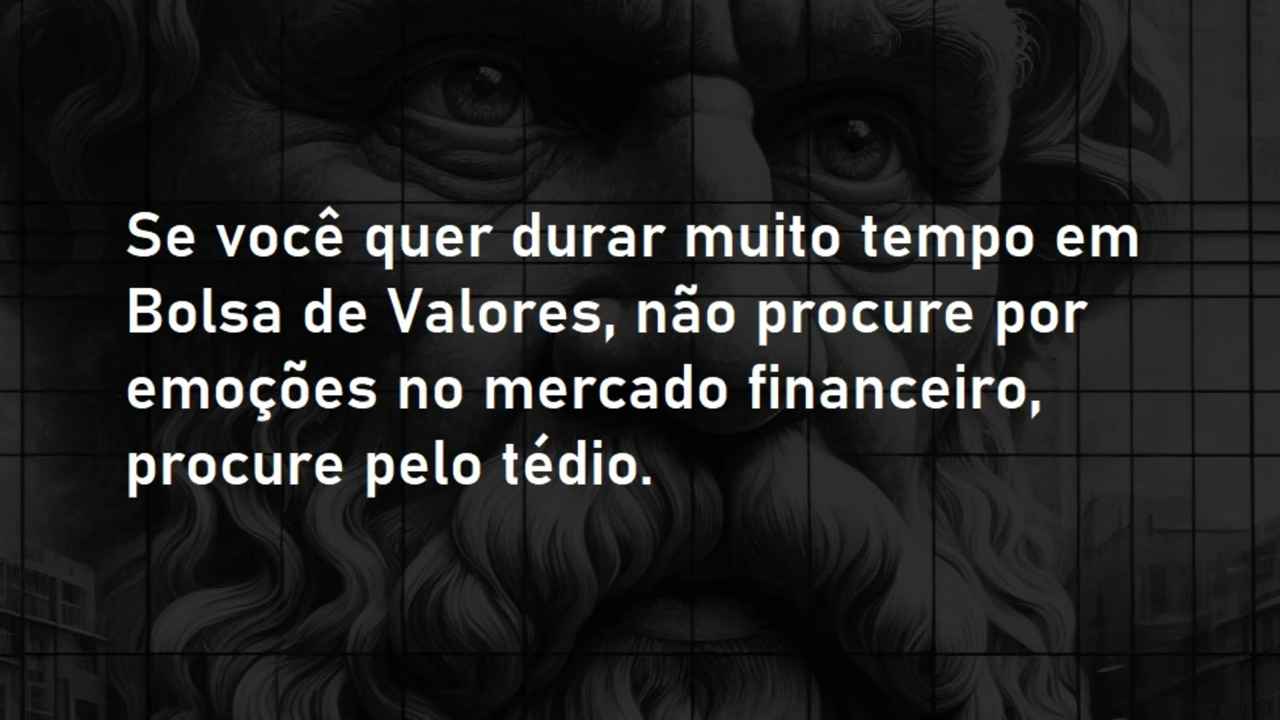 Se você quer durar muito tempo em
Bolsa de Valores, não procure por
emoções no mercado financeiro,
procure pelo tédio.